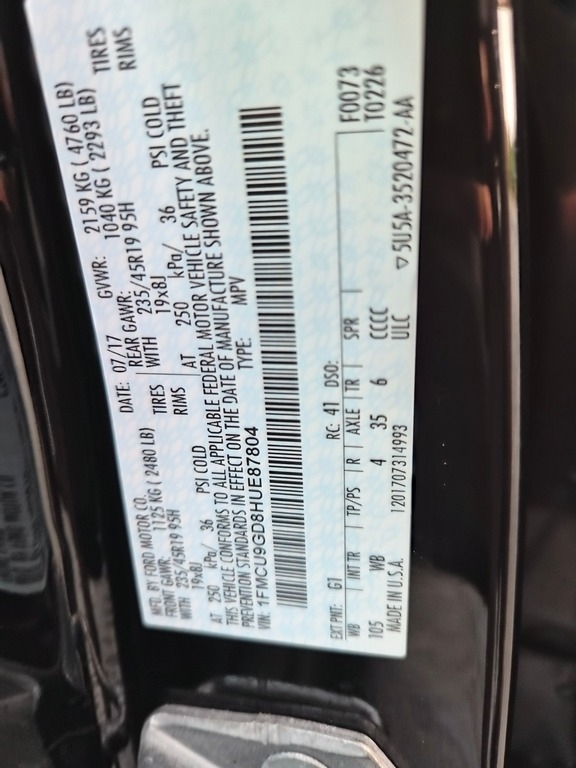 MFD. BY FORD MOTOR CO.
DATE: 07/17 GVWR: 2159 KG ( 4760 LB)
FRONT GAWR: 1125 KG ( 2480 LB) REAR GAWR: 1040 KG ( 2293 LB)
WITH 235/45R19 95H TIRES WITH 235/45R19 95H TIRES
19x8J RIMS 19x8J RIMS
AT 250 kPa/ 36 PSI COLD AT 250 kPa/ 36 PSI COLD
THIS VEHICLE CONFORMS TO ALL APPLICABLE FEDERAL MOTOR VEHICLE SAFETY AND THEFT
PREVENTION STANDARDS IN EFFECT ON THE DATE OF MANUFACTURE SHOWN ABOVE.
VIN: 1FMCU9GD8HUE87804 TYPE: MPV
F0073
T0226
EXT PNT: G1 RC: 41 DSO:
WB INT TR TP/PS R AXLE TR SPR
105 WB 4 35 6 CCCC
MADE IN U.S.A. 1201707314993 ULC
▽5U5A-3520472-AA